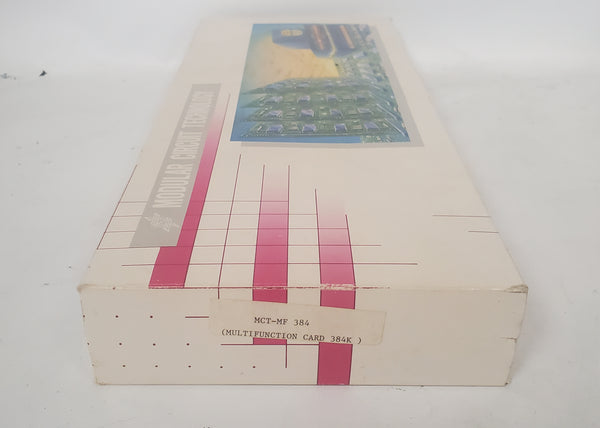 MODULAR CIRCUIT TECHNOLOGY
MCT-MF 384
(MULTIFUNCTION CARD 384K )